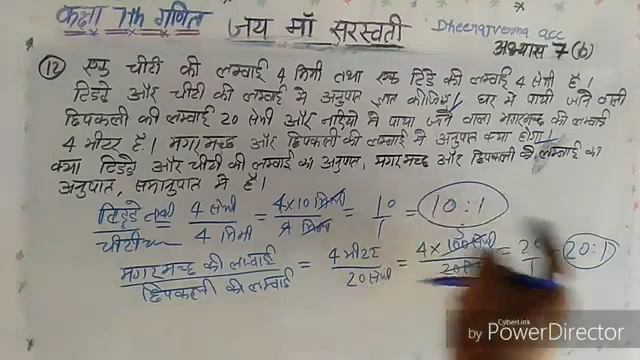 कक्षा 7th गणित जय माँ सरस्वती Dheerajverma acc
अभ्यास 7 (b)
(12) एक चीटी की लम्बाई 4 मिमी तथा एक टिड्डे की लम्बाई 4 सेमी है।
टिड्डे और चीटी की लम्बाई में अनुपात ज्ञात कीजिए। घर मे पायी जाने वाली
छिपकली की लम्बाई 20 सेमी और नदियो में पाया जाने वाला मगरमच्छ की लम्बाई
4 मीटर है। मगरमच्छ और छिपकली की लम्बाई में अनुपात क्या होगा।
क्या टिड्डे और चीटी की लम्बाई का अनुपात, मगरमच्छ और छिपकली की लम्बाई का
अनुपात, समानुपात मे है।
टिड्डे / चीटी = 4 सेमी / 4 मिमी = 4×10 मिमी / 4 मिमी = 10 / 1 = 10:1
मगरमच्छ की लम्बाई / छिपकली की लम्बाई = 4 मीटर / 20 सेमी = 4× 100 सेमी / 20 सेमी = 20 / 1 20:1
CyberLink
by PowerDirector